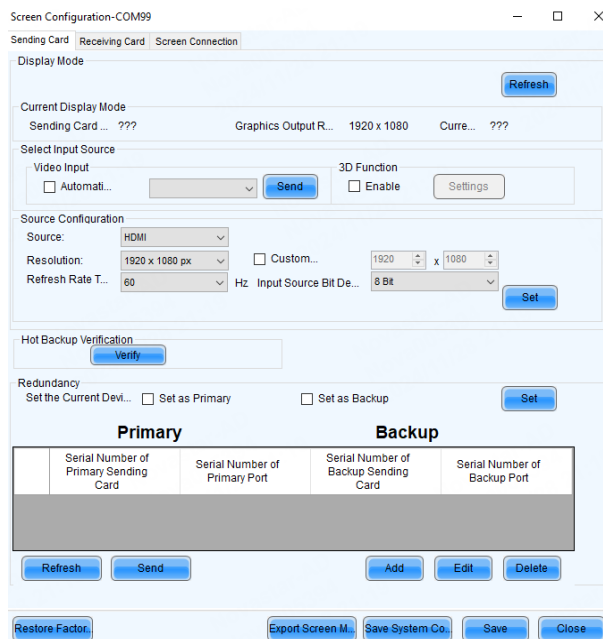 Screen Configuration-COM99
Sending Card Receiving Card Screen Connection
Display Mode
Refresh
Current Display Mode
Sending Card ... ??? Graphics Output R... 1920 x 1080 Curre... ???
Select Input Source
Video Input 3D Function
Automati... Send Enable Settings
Source Configuration
Source: HDMI
Resolution: 1920 x 1080 px Custom... 1920 x 1080
Refresh Rate T... 60 Hz Input Source Bit De... 8 Bit
Set
Hot Backup Verification
Verify
Redundancy
Set the Current Devi... Set as Primary Set as Backup Set
Primary Backup
Serial Number of Primary Sending Card Serial Number of Primary Port Serial Number of Backup Sending Card Serial Number of Backup Port
Refresh Send Add Edit Delete
Restore Factor.. Export Screen M.. Save System Co.. Save Close